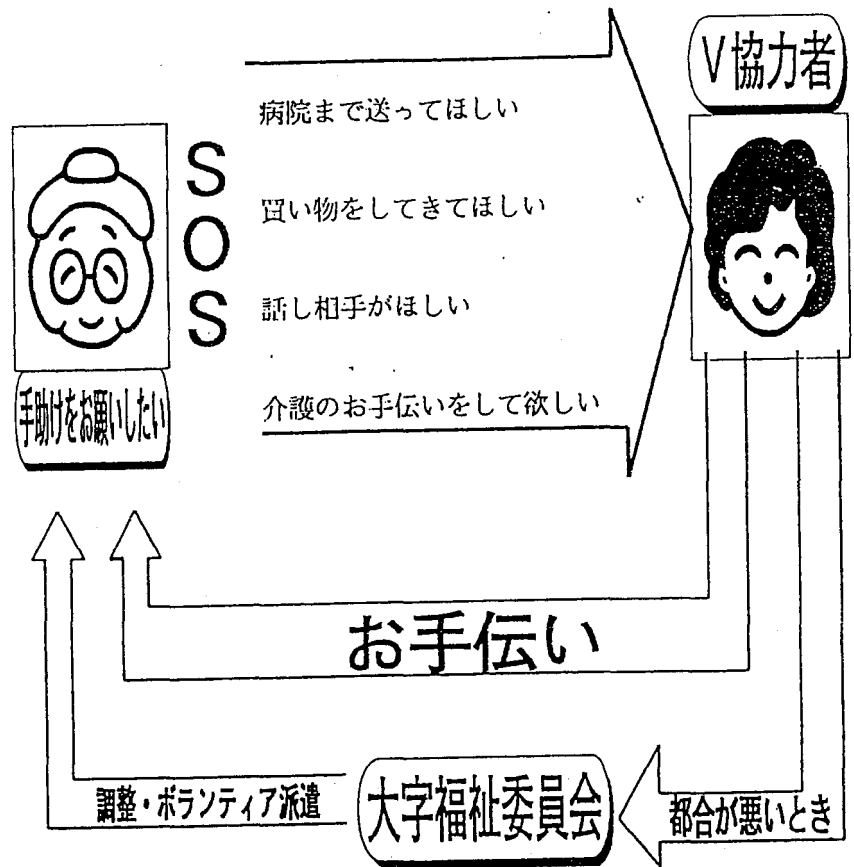 V協力者
SOS
病院まで送ってほしい
買い物をしてきてほしい
話し相手がほしい
介護のお手伝いをして欲しい
手助けをお願いしたい
お手伝い
調整・ボランティア派遣
大字福祉委員会
都合が悪いとき